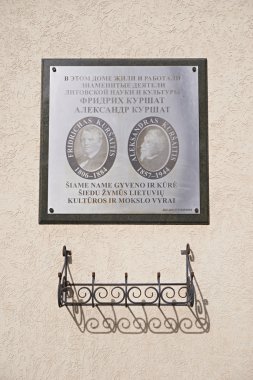 В ЭТОМ ДОМЕ ЖИЛИ И РАБОТАЛИ
ЗНАМЕНИТЫЕ ДЕЯТЕЛИ
ЛИТОВСКОЙ НАУКИ И КУЛЬТУРЫ
ФРИДРИХ КУРШАТ
АЛЕКСАНДР КУРШАТ
FRIDRICHAS KURŠAITIS
1806-1884
ALEKSANDRAS KURŠAITIS
1857-1944
ŠIAME NAME GYVENO IR KŪRĖ
ŠIEDU ŽYMŪS LIETUVIŲ
KULTŪROS IR MOKSLO VYRAI